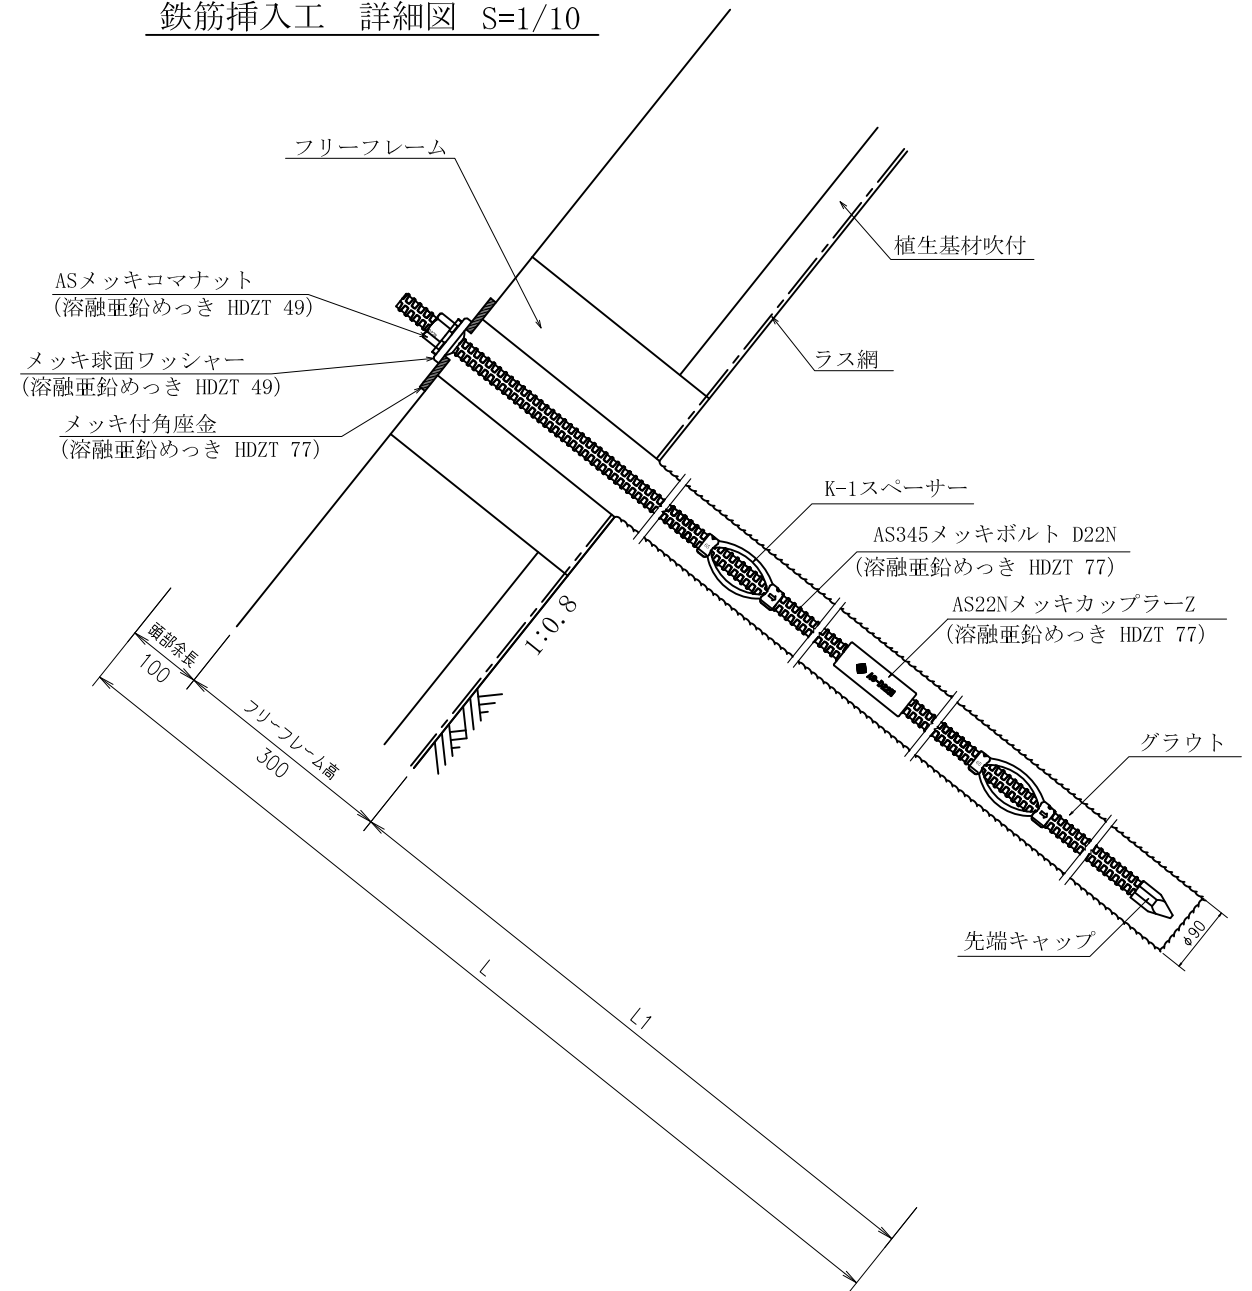 鉄筋挿入工　詳細図 S=1/10
フリーフレーム
植生基材吹付
ASメッキコマナット
(溶融亜鉛めっき HDZT 49)
ラス網
メッキ球面ワッシャー
(溶融亜鉛めっき HDZT 49)
メッキ付角座金
(溶融亜鉛めっき HDZT 77)
K-1スペーサー
AS345メッキボルト D22N
(溶融亜鉛めっき HDZT 77)
AS22NメッキカップラーZ
(溶融亜鉛めっき HDZT 77)
1:0.8
頭部余長
100
フリーフレーム高
300
グラウト
先端キャップ
φ90
L
L1